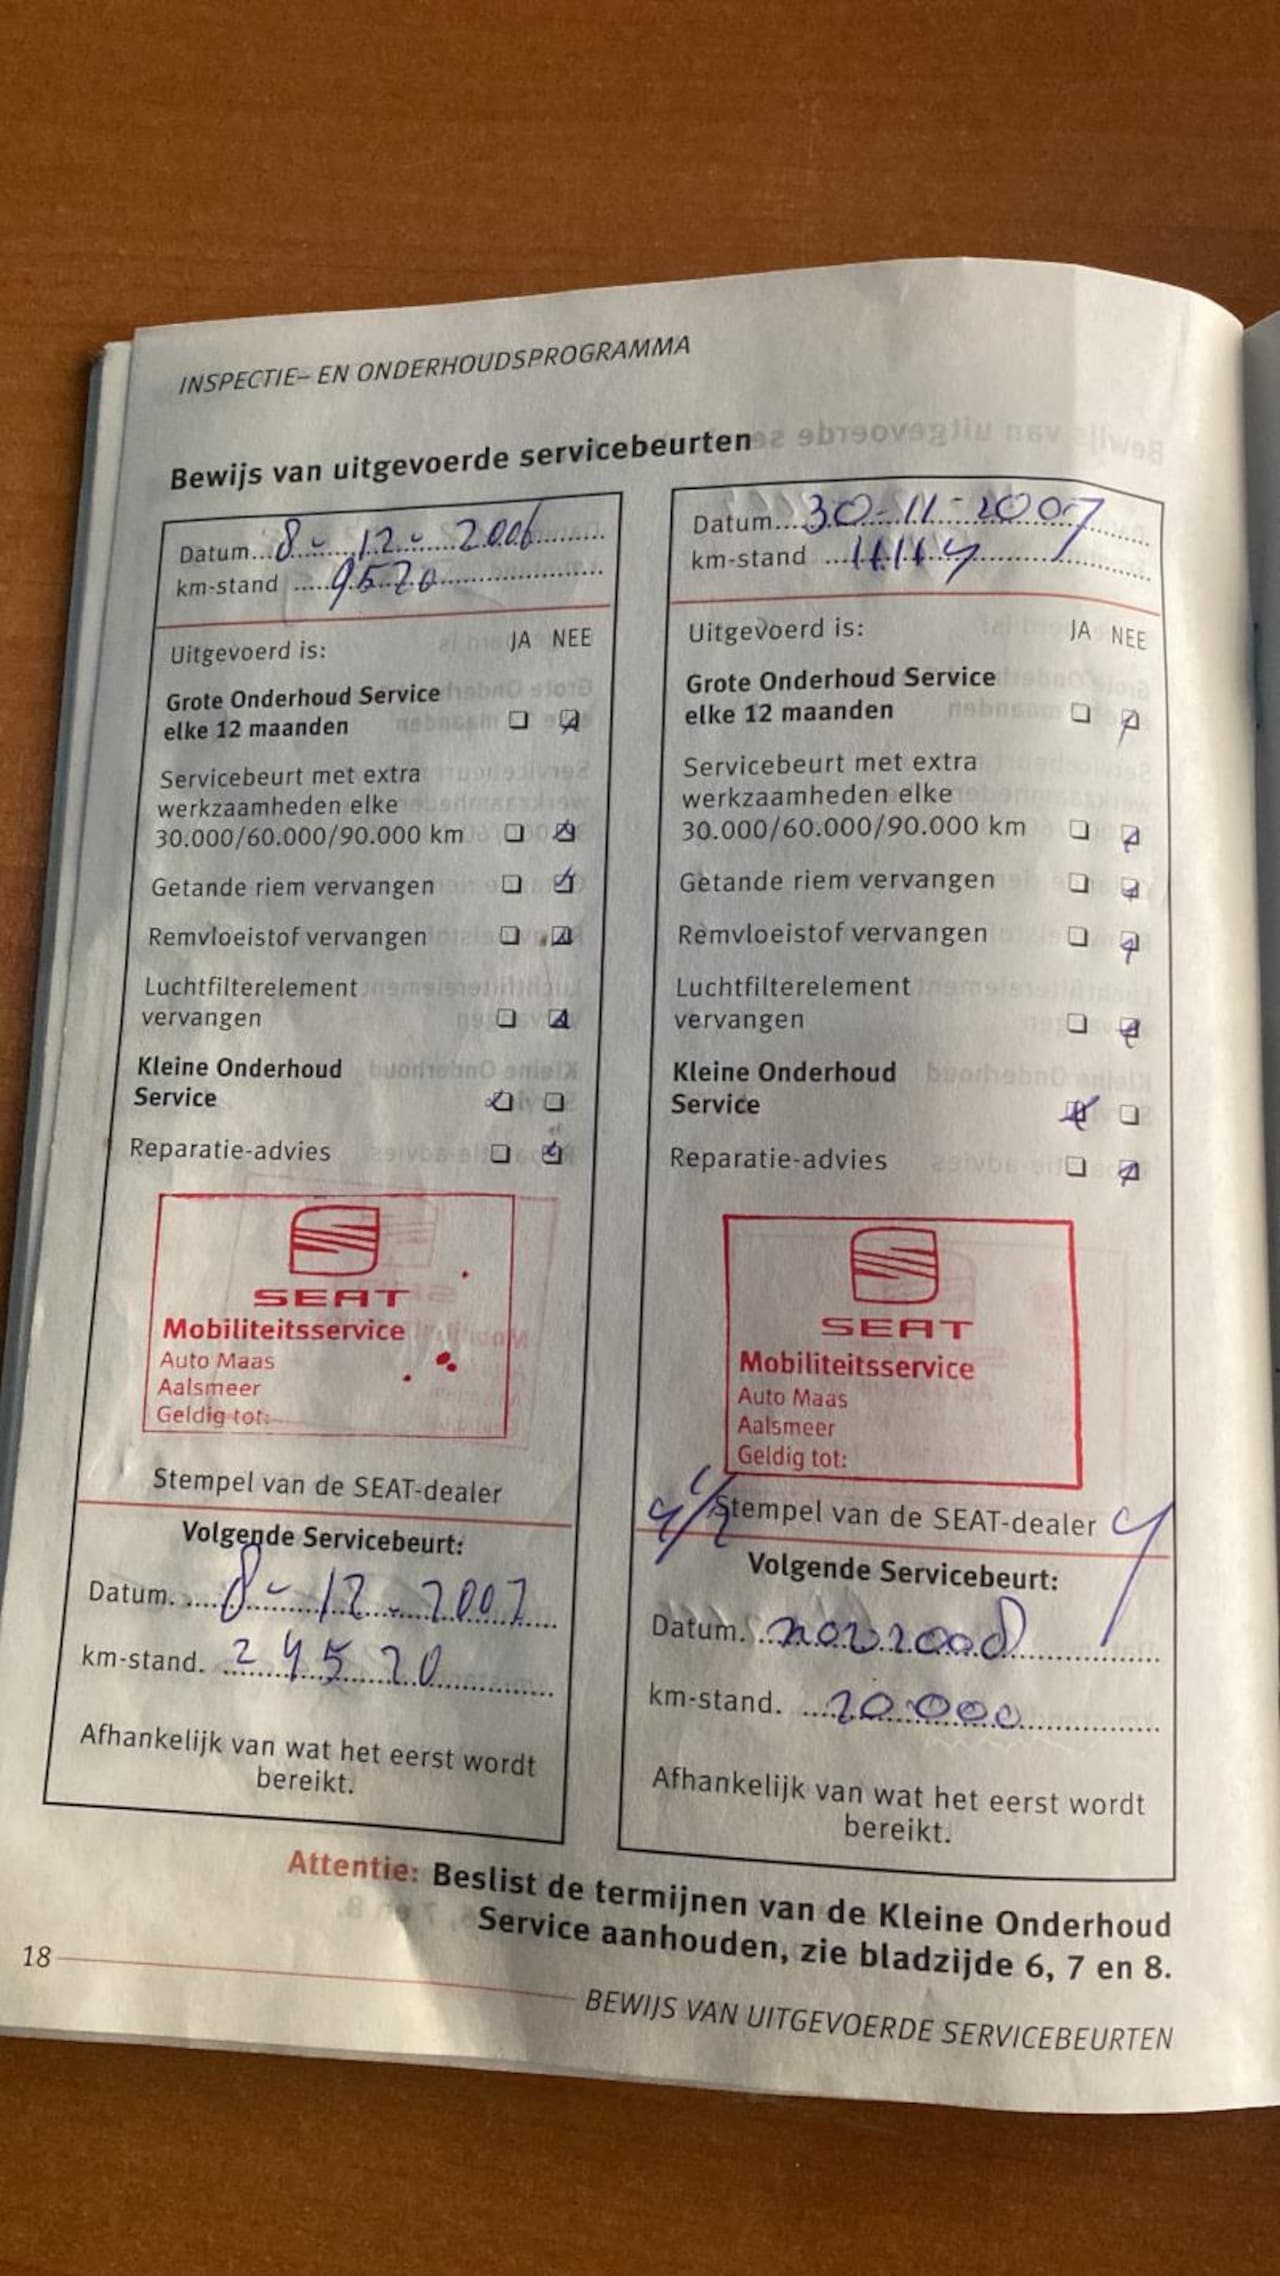 INSPECTIE– EN ONDERHOUDSPROGRAMMA
Bewijs van uitgevoerde servicebeurten
Datum...8-12-2006
km-stand ....9520
Uitgevoerd is: JA NEE
Grote Onderhoud Service
elke 12 maanden
Servicebeurt met extra
werkzaamheden elke
30.000/60.000/90.000 km
Getande riem vervangen
Remvloeistof vervangen
Luchtfilterelement
vervangen
Kleine Onderhoud
Service
Reparatie-advies
SEAT
Mobiliteitsservice
Auto Maas
Aalsmeer
Geldig tot:
Stempel van de SEAT-dealer
Volgende Servicebeurt:
Datum. 8-12-2007
km-stand. 24520
Afhankelijk van wat het eerst wordt
bereikt.
Datum...30-11-2007
km-stand
Uitgevoerd is: JA NEE
Grote Onderhoud Service
elke 12 maanden
Servicebeurt met extra
werkzaamheden elke
30.000/60.000/90.000 km
Getande riem vervangen
Remvloeistof vervangen
Luchtfilterelement
vervangen
Kleine Onderhoud
Service
Reparatie-advies
SEAT
Mobiliteitsservice
Auto Maas
Aalsmeer
Geldig tot:
Stempel van de SEAT-dealer
Volgende Servicebeurt:
Datum. nov 2008
km-stand. 20.000
Afhankelijk van wat het eerst wordt
bereikt.
Attentie: Beslist de termijnen van de Kleine Onderhoud
Service aanhouden, zie bladzijde 6, 7 en 8.
18
BEWIJS VAN UITGEVOERDE SERVICEBEURTEN